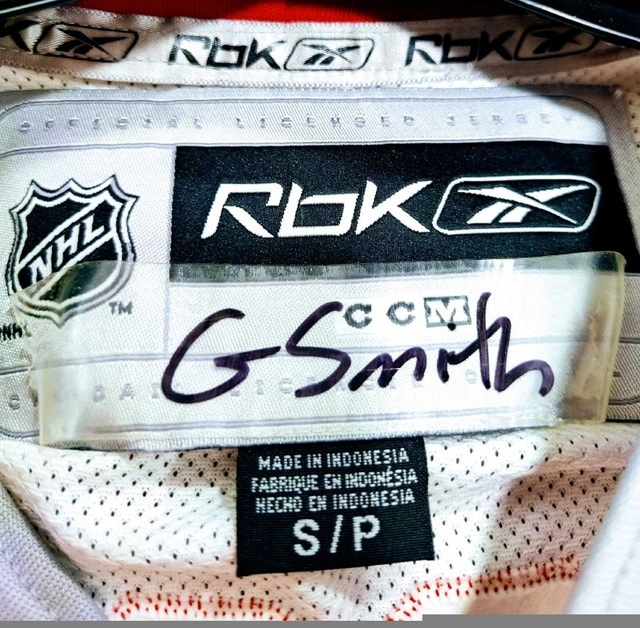 RbK RbK
OFFICIAL LICENSED JERSEY
RbK
NHL
TM
CCM
G Smith
MADE IN INDONESIA
FABRIQUE EN INDONÉSIA
HECHO EN INDONESIA
S/P